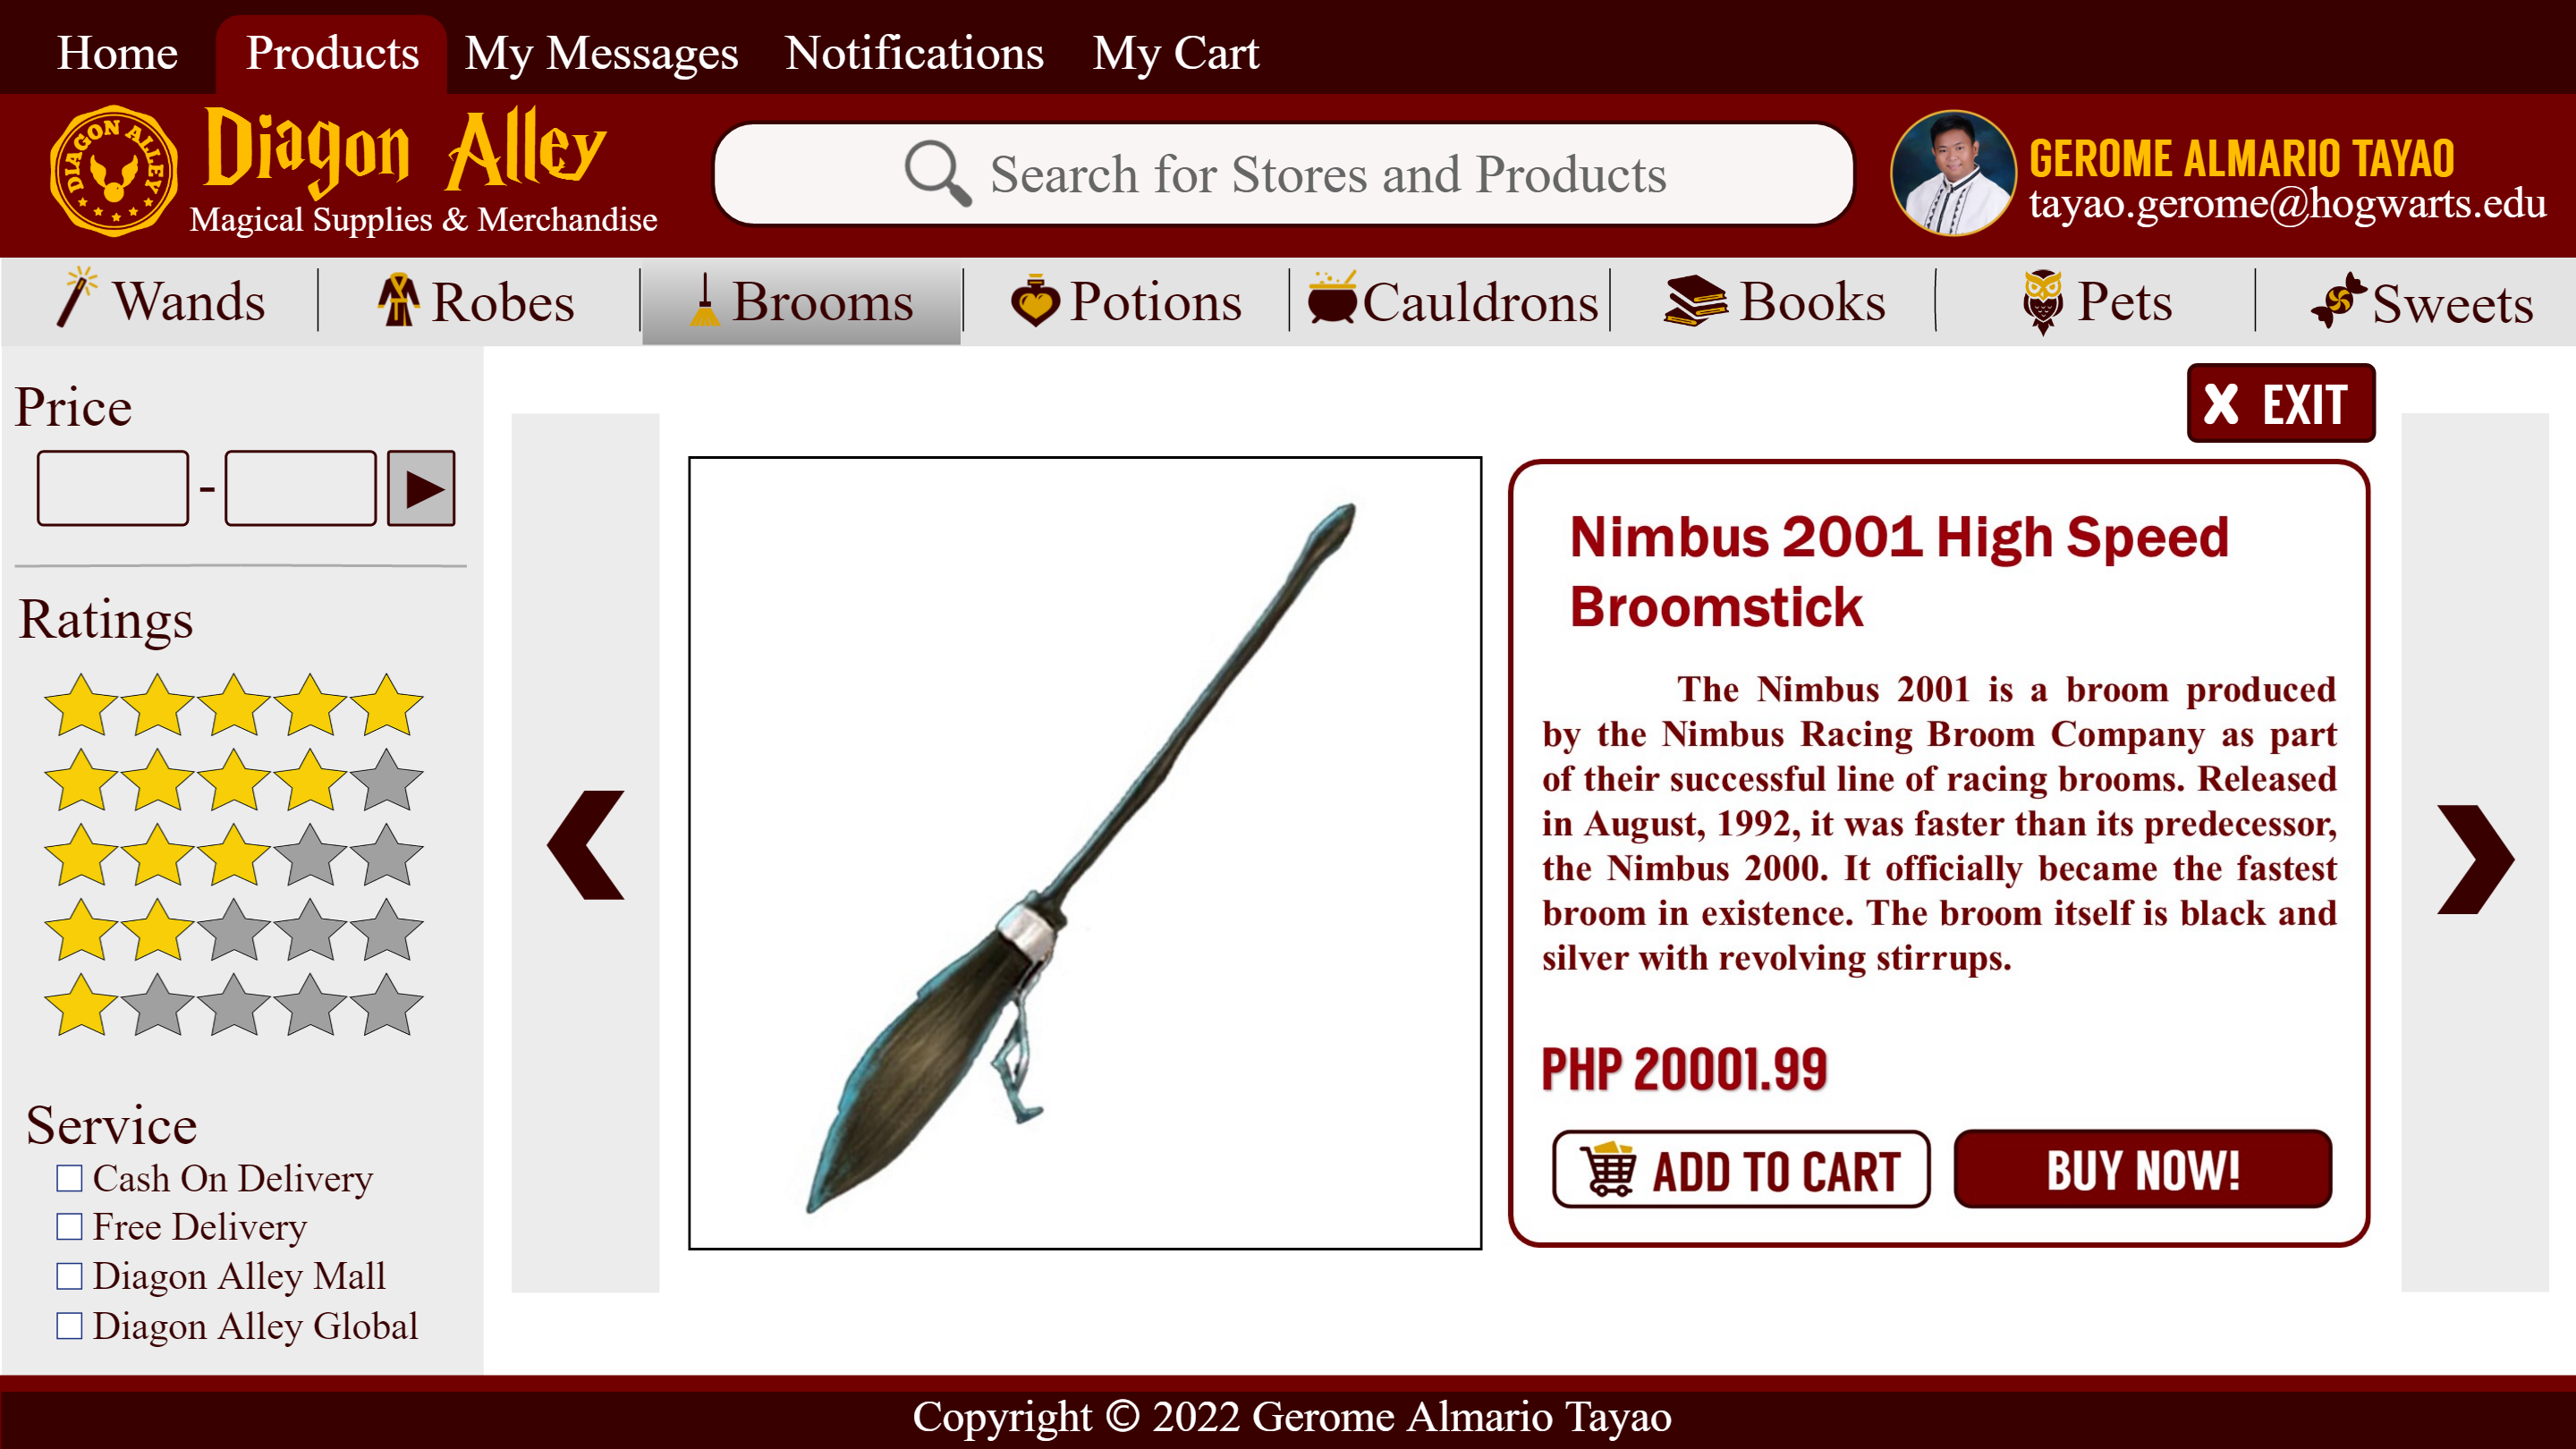 Home Products My Messages Notifications My Cart
DIAGON ALLEY
Diagon Alley
Magical Supplies & Merchandise
Search for Stores and Products
GEROME ALMARIO TAYAO
tayao.gerome@hogwarts.edu
Wands Robes Brooms Potions Cauldrons Books Pets Sweets
Price
-
Ratings
Service
Cash On Delivery
Free Delivery
Diagon Alley Mall
Diagon Alley Global
X EXIT
Nimbus 2001 High Speed
Broomstick
The Nimbus 2001 is a broom produced
by the Nimbus Racing Broom Company as part
of their successful line of racing brooms. Released
in August, 1992, it was faster than its predecessor,
the Nimbus 2000. It officially became the fastest
broom in existence. The broom itself is black and
silver with revolving stirrups.
PHP 20001.99
ADD TO CART
BUY NOW!
Copyright © 2022 Gerome Almario Tayao